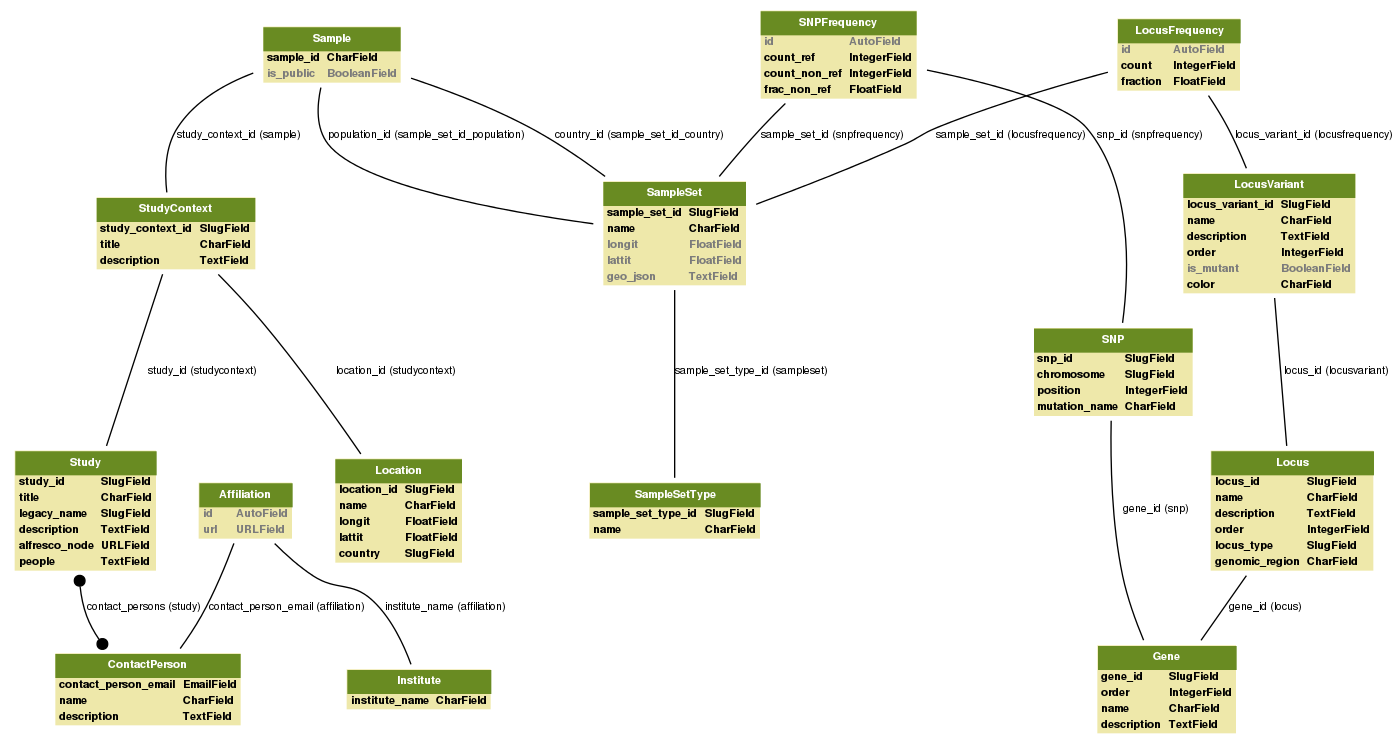 Sample
sample_id CharField
is_public BooleanField
SNPFrequency
id AutoField
count_ref IntegerField
count_non_ref IntegerField
frac_non_ref FloatField
LocusFrequency
id AutoField
count IntegerField
fraction FloatField
study_context_id (sample)
population_id (sample_set_id_population)
country_id (sample_set_id_country)
sample_set_id (snpfrequency)
sample_set_id (locusfrequency)
snp_id (snpfrequency)
locus_variant_id (locusfrequency)
StudyContext
study_context_id SlugField
title CharField
description TextField
SampleSet
sample_set_id SlugField
name CharField
longit FloatField
lattit FloatField
geo_json TextField
LocusVariant
locus_variant_id SlugField
name CharField
description TextField
order IntegerField
is_mutant BooleanField
color CharField
SNP
snp_id SlugField
chromosome SlugField
position IntegerField
mutation_name CharField
study_id (studycontext)
location_id (studycontext)
sample_set_type_id (sampleset)
locus_id (locusvariant)
Study
study_id SlugField
title CharField
legacy_name SlugField
description TextField
alfresco_node URLField
people TextField
Affiliation
id AutoField
url URLField
Location
location_id SlugField
name CharField
longit FloatField
lattit FloatField
country SlugField
SampleSetType
sample_set_type_id SlugField
name CharField
gene_id (snp)
Locus
locus_id SlugField
name CharField
description TextField
order IntegerField
locus_type SlugField
genomic_region CharField
contact_persons (study)
contact_person_email (affiliation)
institute_name (affiliation)
gene_id (locus)
ContactPerson
contact_person_email EmailField
name CharField
description TextField
Institute
institute_name CharField
Gene
gene_id SlugField
order IntegerField
name CharField
description TextField